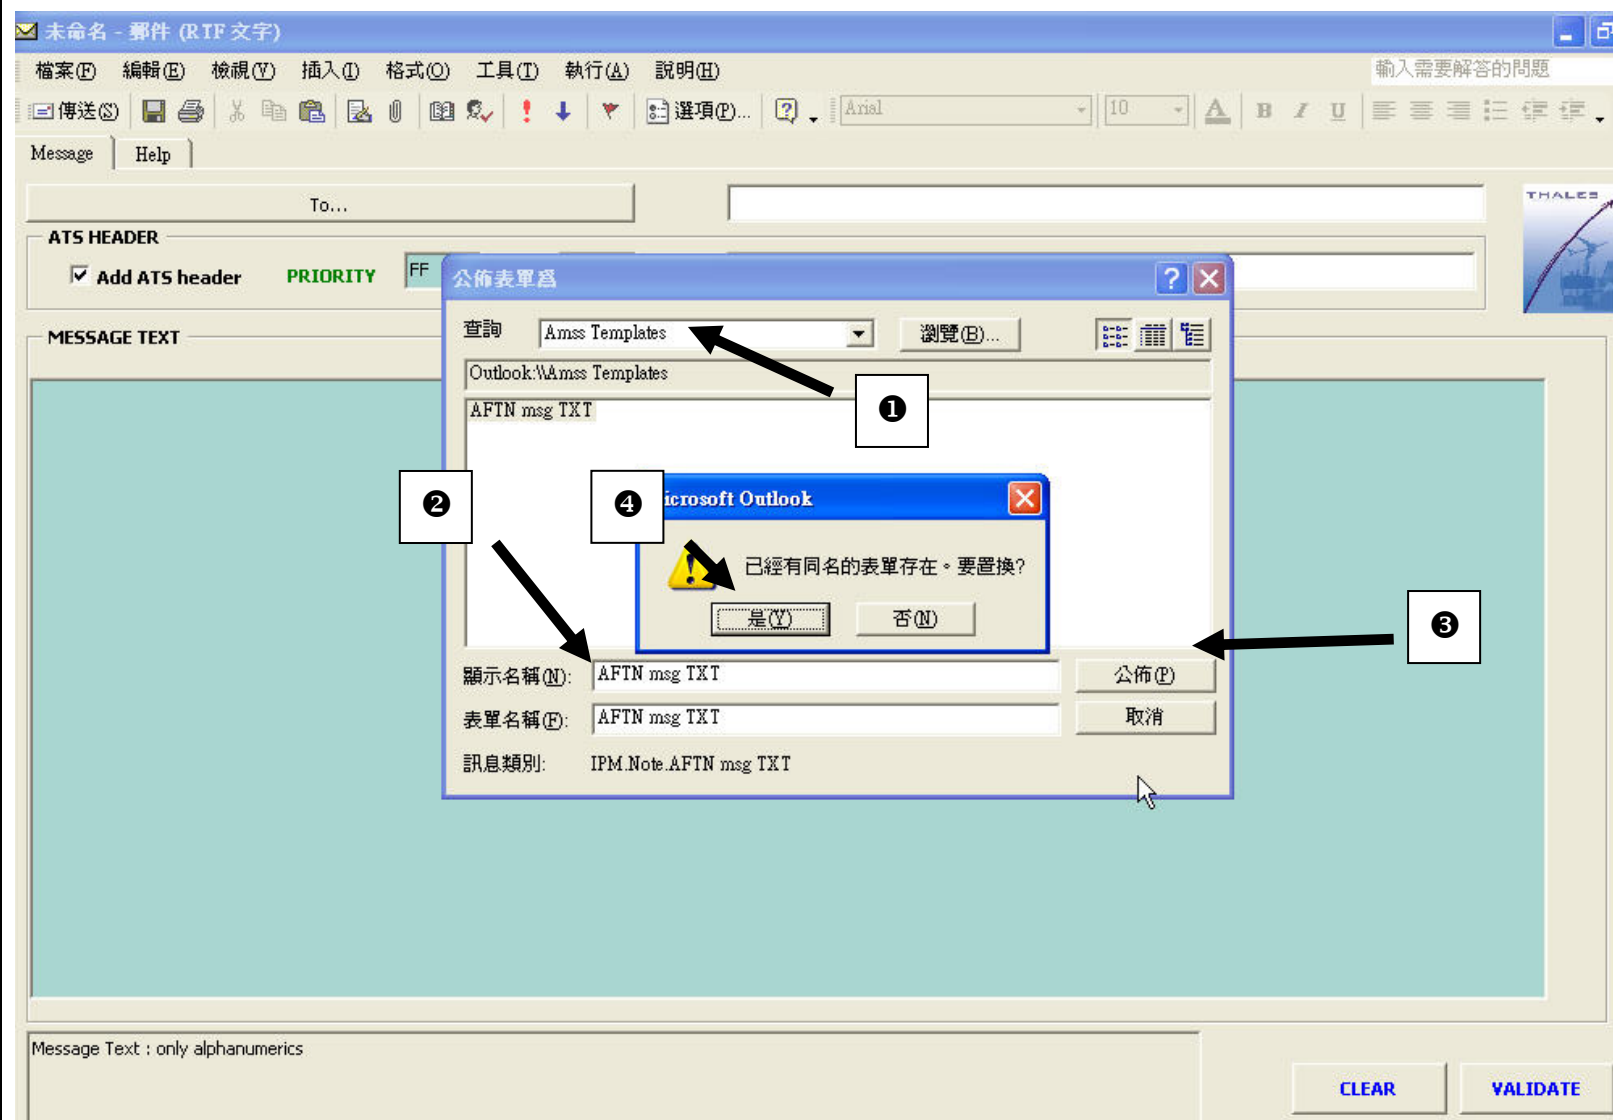 未命名 - 郵件 (RTF 文字)
檔案(F) 編輯(E) 檢視(V) 插入(I) 格式(O) 工具(T) 執行(A) 說明(H) 輸入需要解答的問題
傳送(S) 選項(P)... Arial 10 A B I U
Message Help
To...
THALES
ATS HEADER
Add ATS header PRIORITY FF
公佈表單為
查詢 Amss Templates 瀏覽(B)...
MESSAGE TEXT
Outlook:\\Amss Templates
AFTN msg TXT
❶
❷ ❹
icrosoft Outlook
已經有同名的表單存在。要置換?
是(Y) 否(N)
❸
顯示名稱(N): AFTN msg TXT 公佈(P)
表單名稱(F): AFTN msg TXT 取消
訊息類別: IPM.Note.AFTN msg TXT
Message Text : only alphanumerics
CLEAR VALIDATE